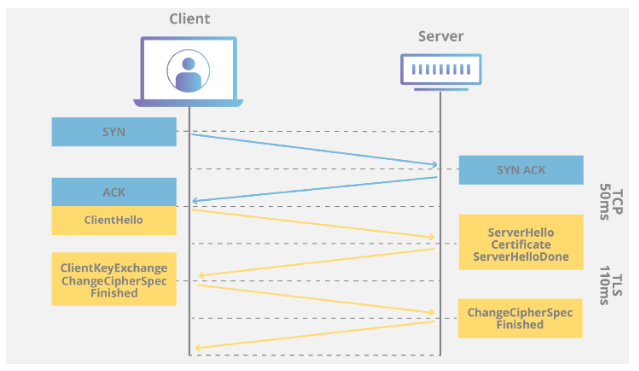 Client
Server
SYN
SYN ACK
ACK
ClientHello
TCP
50ms
ServerHello
Certificate
ServerHelloDone
ClientKeyExchange
ChangeCipherSpec
Finished
TLS
110ms
ChangeCipherSpec
Finished